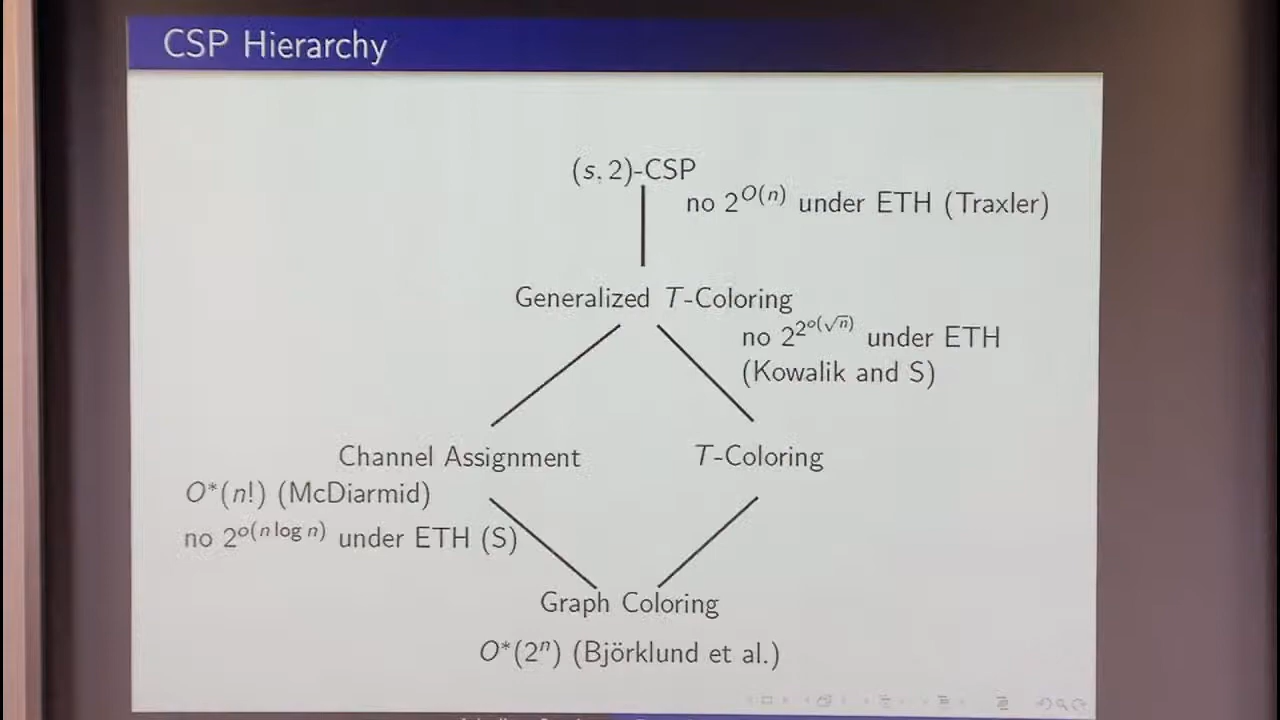 CSP Hierarchy
(s, 2)-CSP
no 2^{O(n)} under ETH (Traxler)
Generalized T-Coloring
no 2^{2^{o(√n)}} under ETH
(Kowalik and S)
Channel Assignment
T-Coloring
O*(n!) (McDiarmid)
no 2^{o(n log n)} under ETH (S)
Graph Coloring
O*(2^n) (Björklund et al.)